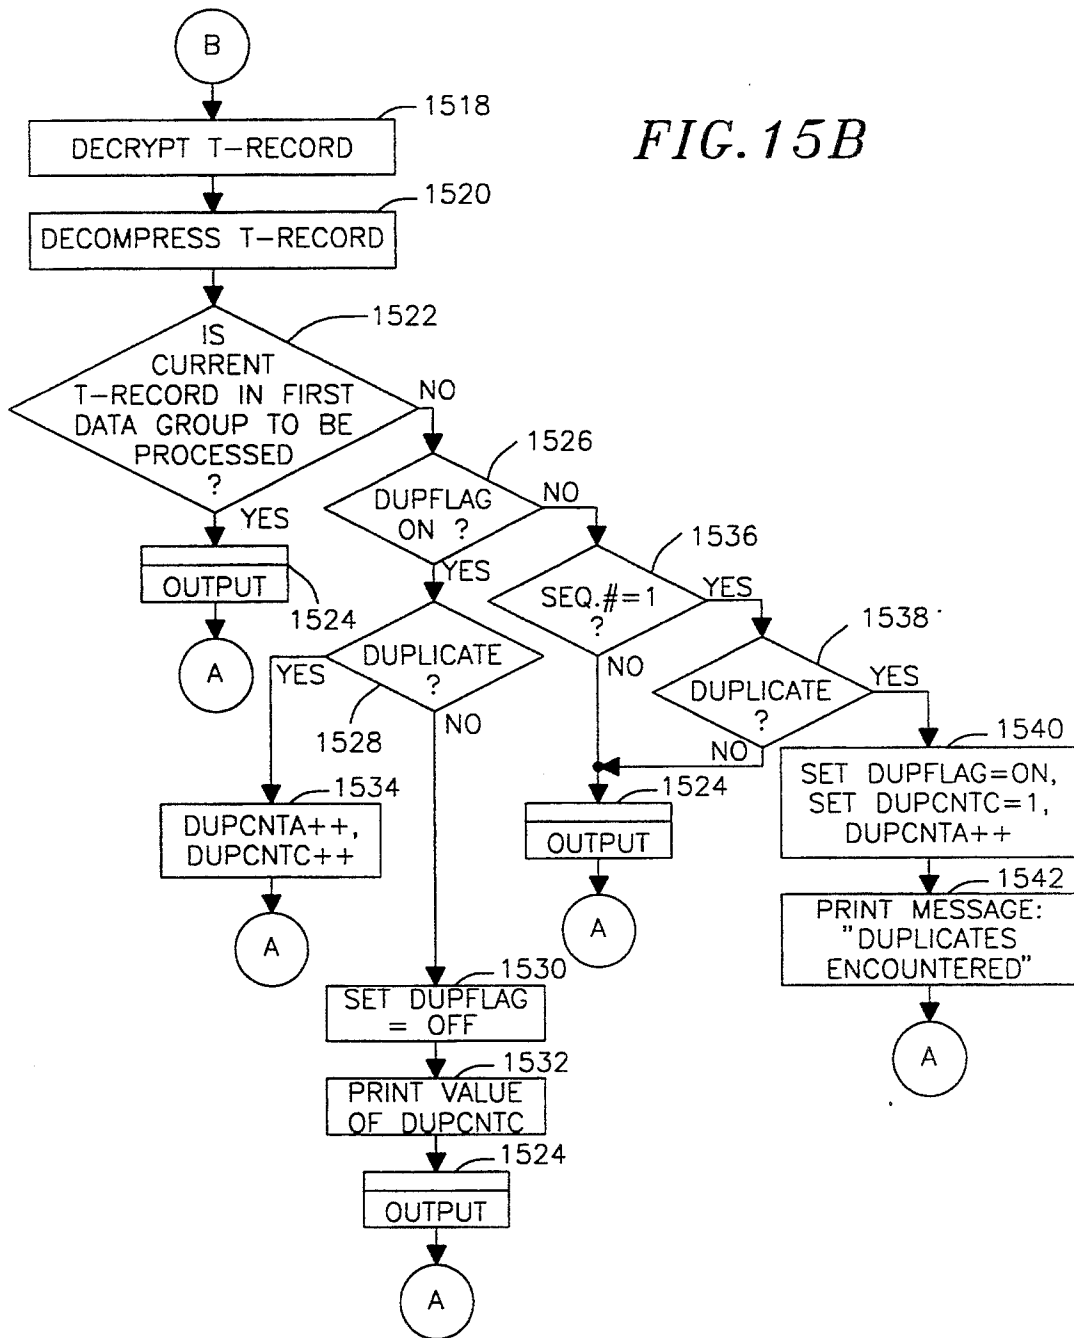 B
FIG.15B
1518
DECRYPT T-RECORD
1520
DECOMPRESS T-RECORD
1522
IS
CURRENT
T-RECORD IN FIRST
DATA GROUP TO BE
PROCESSED
?
NO
YES
1526
DUPFLAG
ON ?
NO
YES
OUTPUT
1524
A
1536
SEQ.#=1
?
YES
NO
1538
DUPLICATE
?
YES
NO
DUPLICATE
?
YES
NO
1528
1534
DUPCNTA++,
DUPCNTC++
A
1524
OUTPUT
A
1540
SET DUPFLAG=ON,
SET DUPCNTC=1,
DUPCNTA++
1542
PRINT MESSAGE:
"DUPLICATES
ENCOUNTERED"
A
1530
SET DUPFLAG
= OFF
1532
PRINT VALUE
OF DUPCNTC
1524
OUTPUT
A